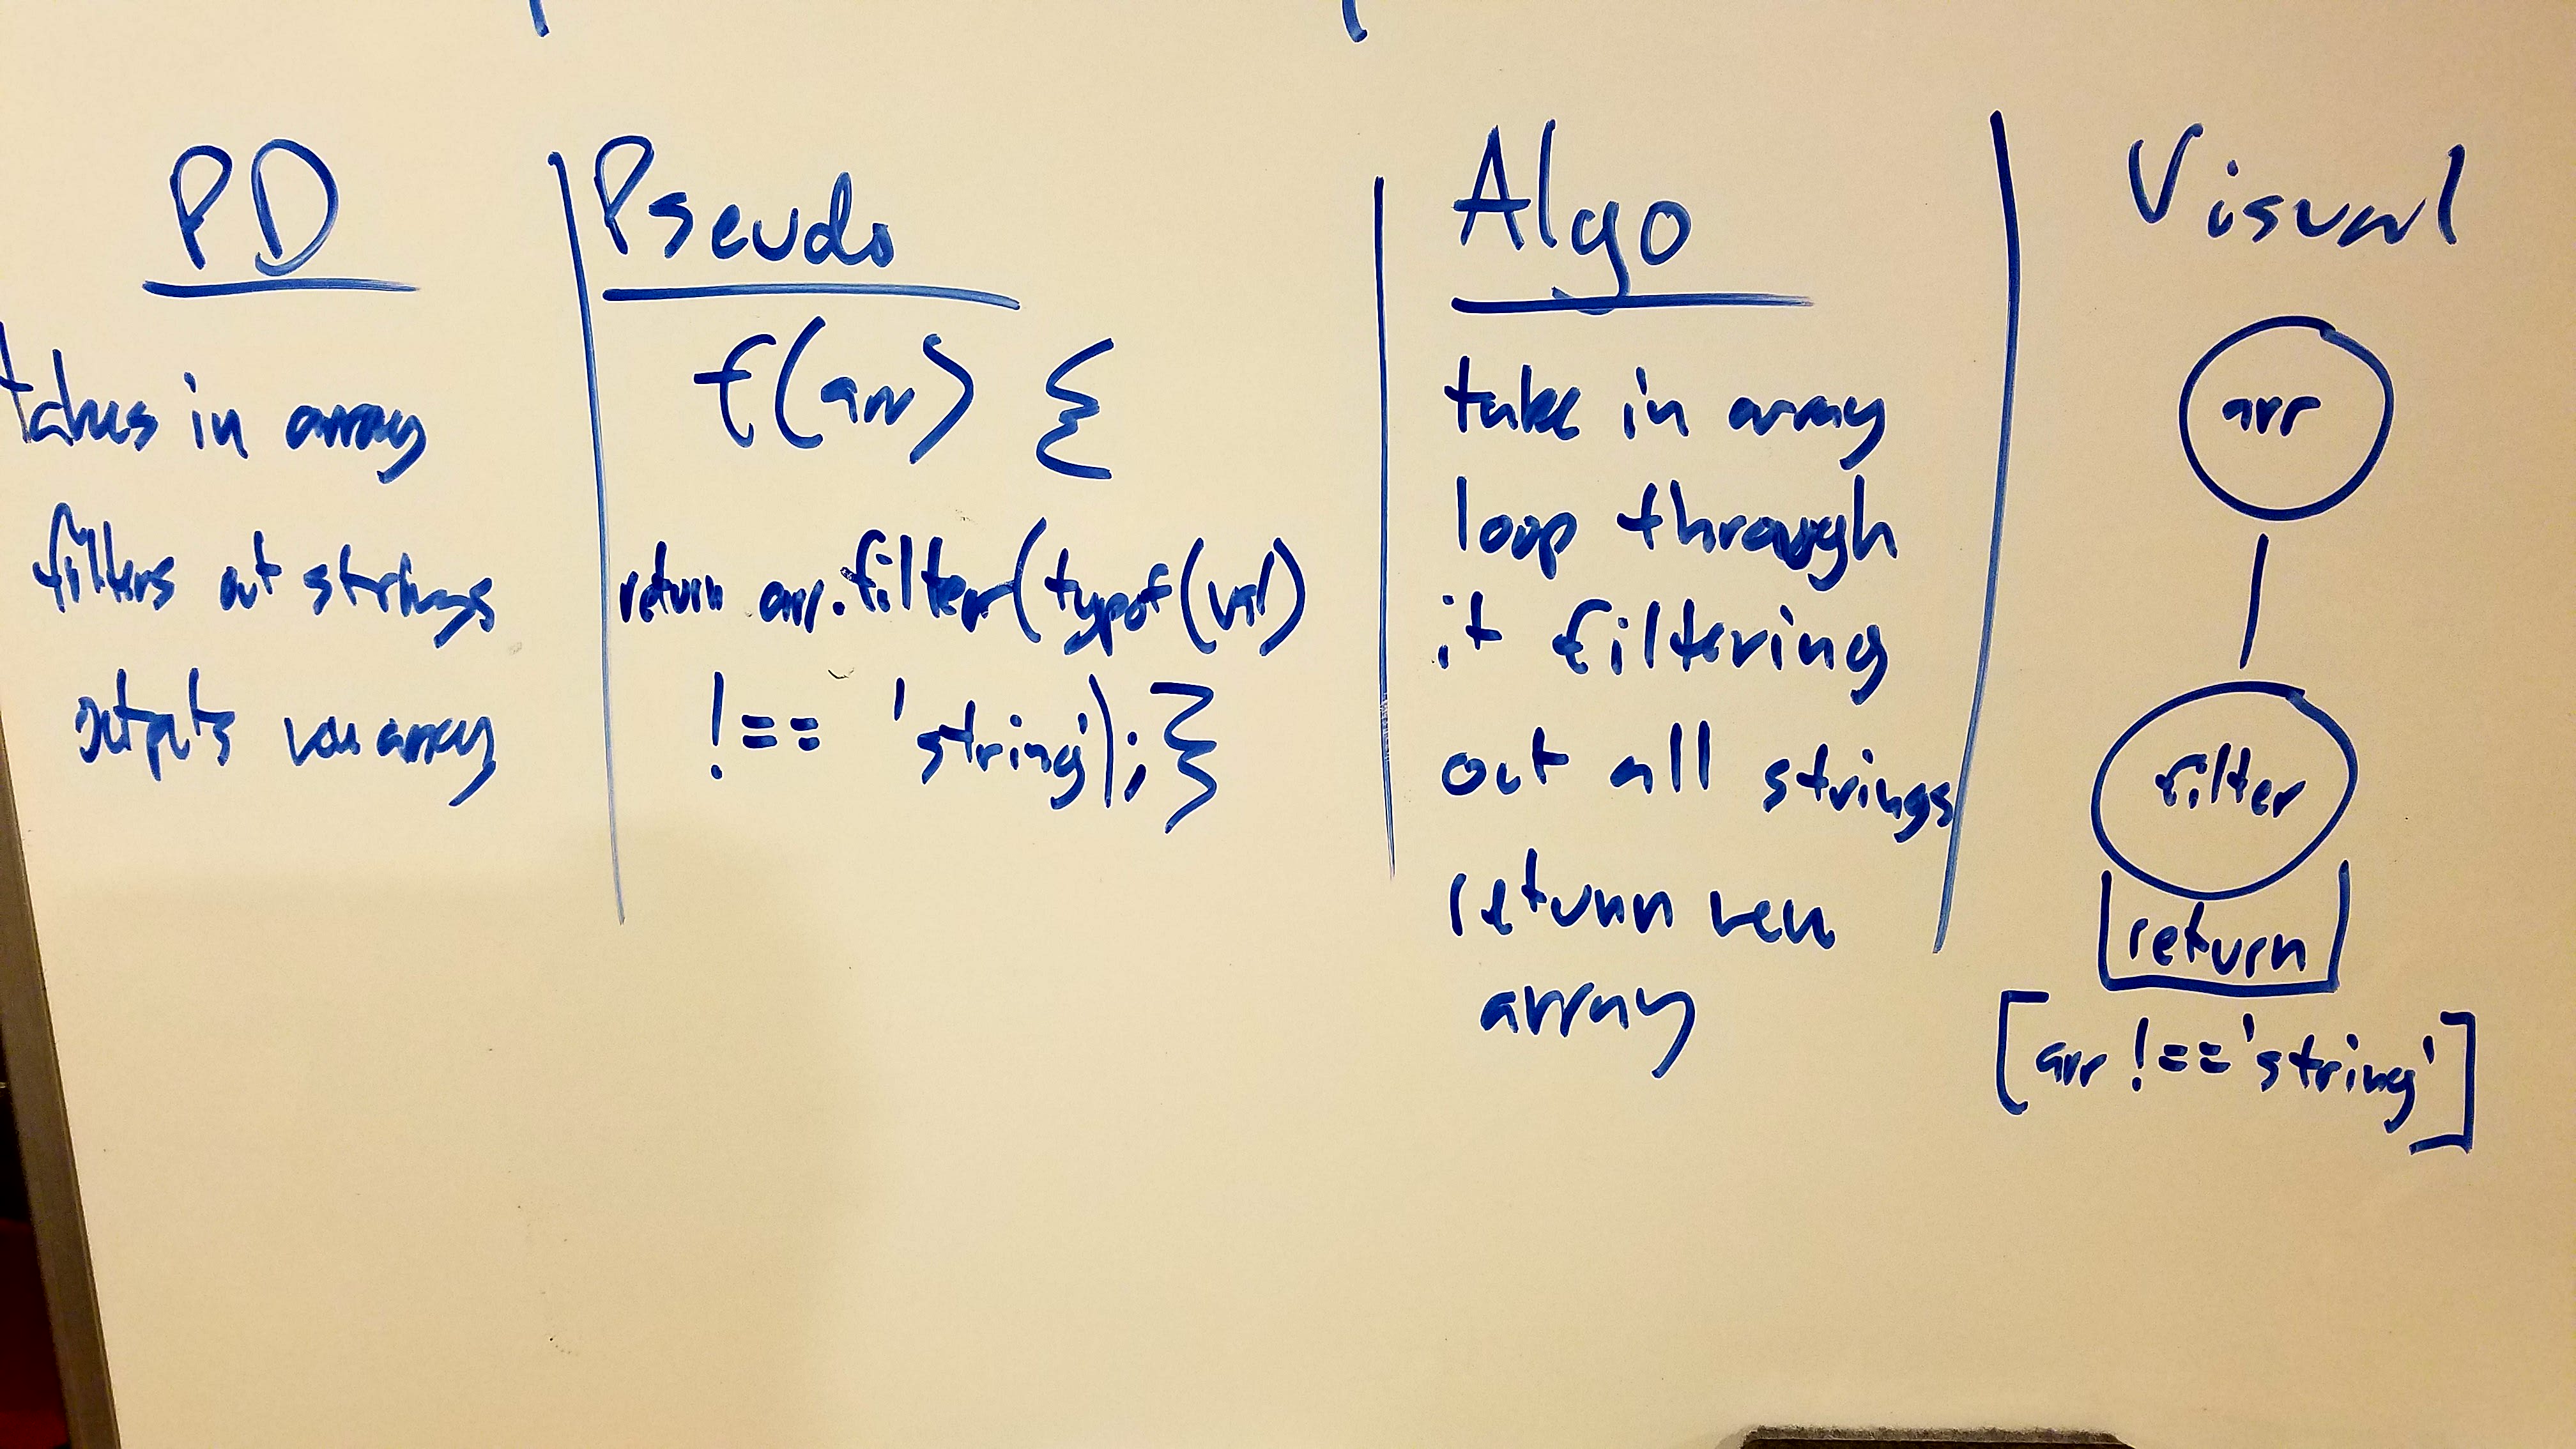 PD
takes in array
filters out strings
outputs new array
Pseudo
f(arr) {
return arr.filter(typof(val)
!== 'string');}
Algo
take in array
loop through
it filtering
out all strings
return new
array
Visual
arr
filter
return
[arr !== 'string']